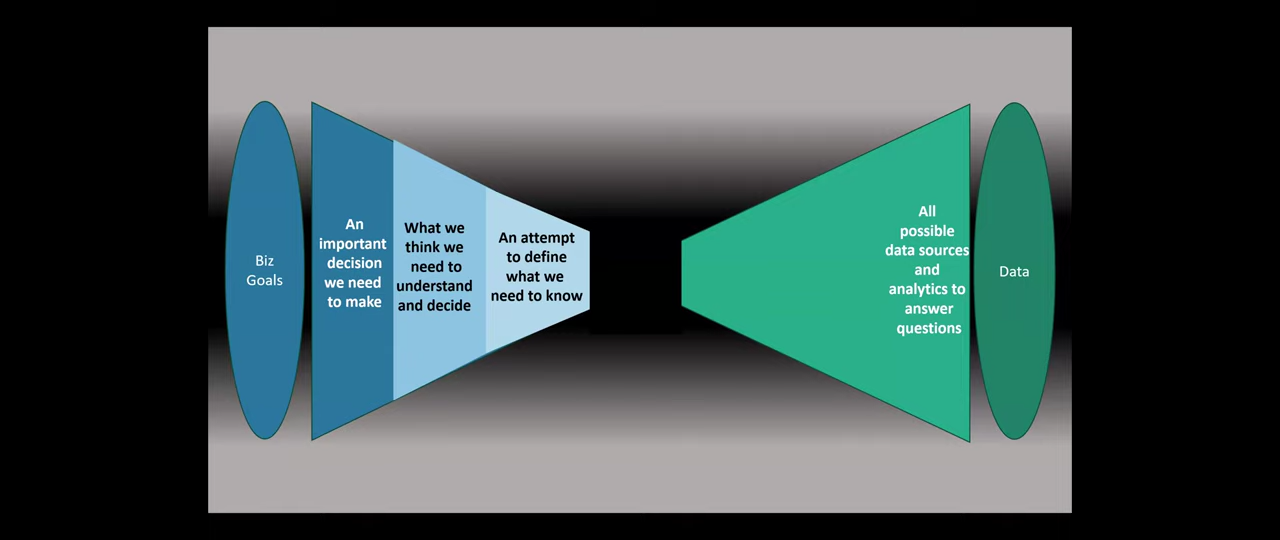 Biz
Goals
An
important
decision
we need
to make
What we
think we
need to
understand
and decide
An attempt
to define
what we
need to know
All
possible
data sources
and
analytics to
answer
questions
Data